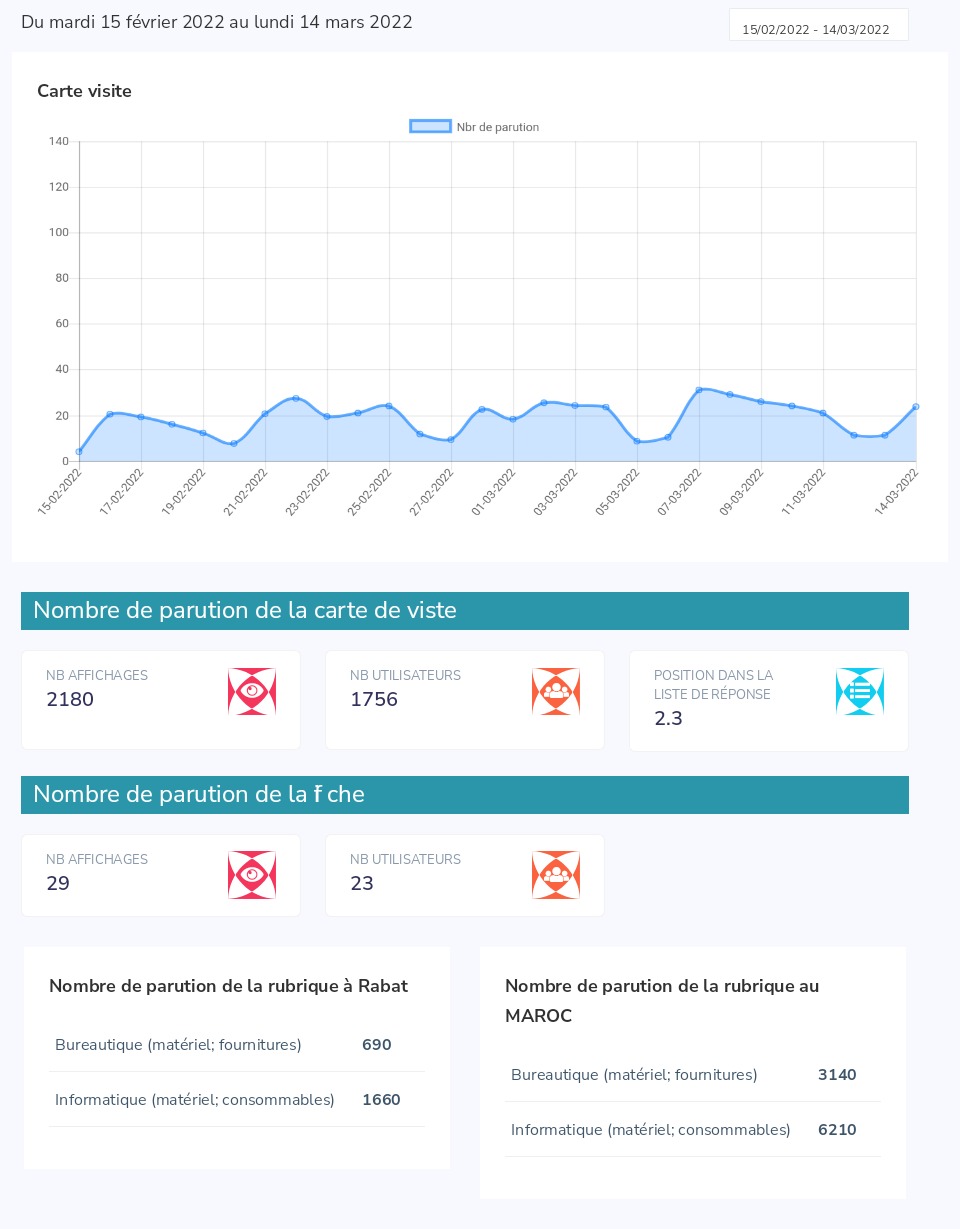 Du mardi 15 février 2022 au lundi 14 mars 2022
15/02/2022 - 14/03/2022
Carte visite
Nbr de parution
140
120
100
80
60
40
20
0
15-02-2022
17-02-2022
19-02-2022
21-02-2022
23-02-2022
25-02-2022
27-02-2022
01-03-2022
03-03-2022
05-03-2022
07-03-2022
09-03-2022
11-03-2022
14-03-2022
Nombre de parution de la carte de viste
NB AFFICHAGES
2180
NB UTILISATEURS
1756
POSITION DANS LA
LISTE DE RÉPONSE
2.3
Nombre de parution de la f che
NB AFFICHAGES
29
NB UTILISATEURS
23
Nombre de parution de la rubrique à Rabat
Bureautique (matériel; fournitures) 690
Informatique (matériel; consommables) 1660
Nombre de parution de la rubrique au
MAROC
Bureautique (matériel; fournitures) 3140
Informatique (matériel; consommables) 6210